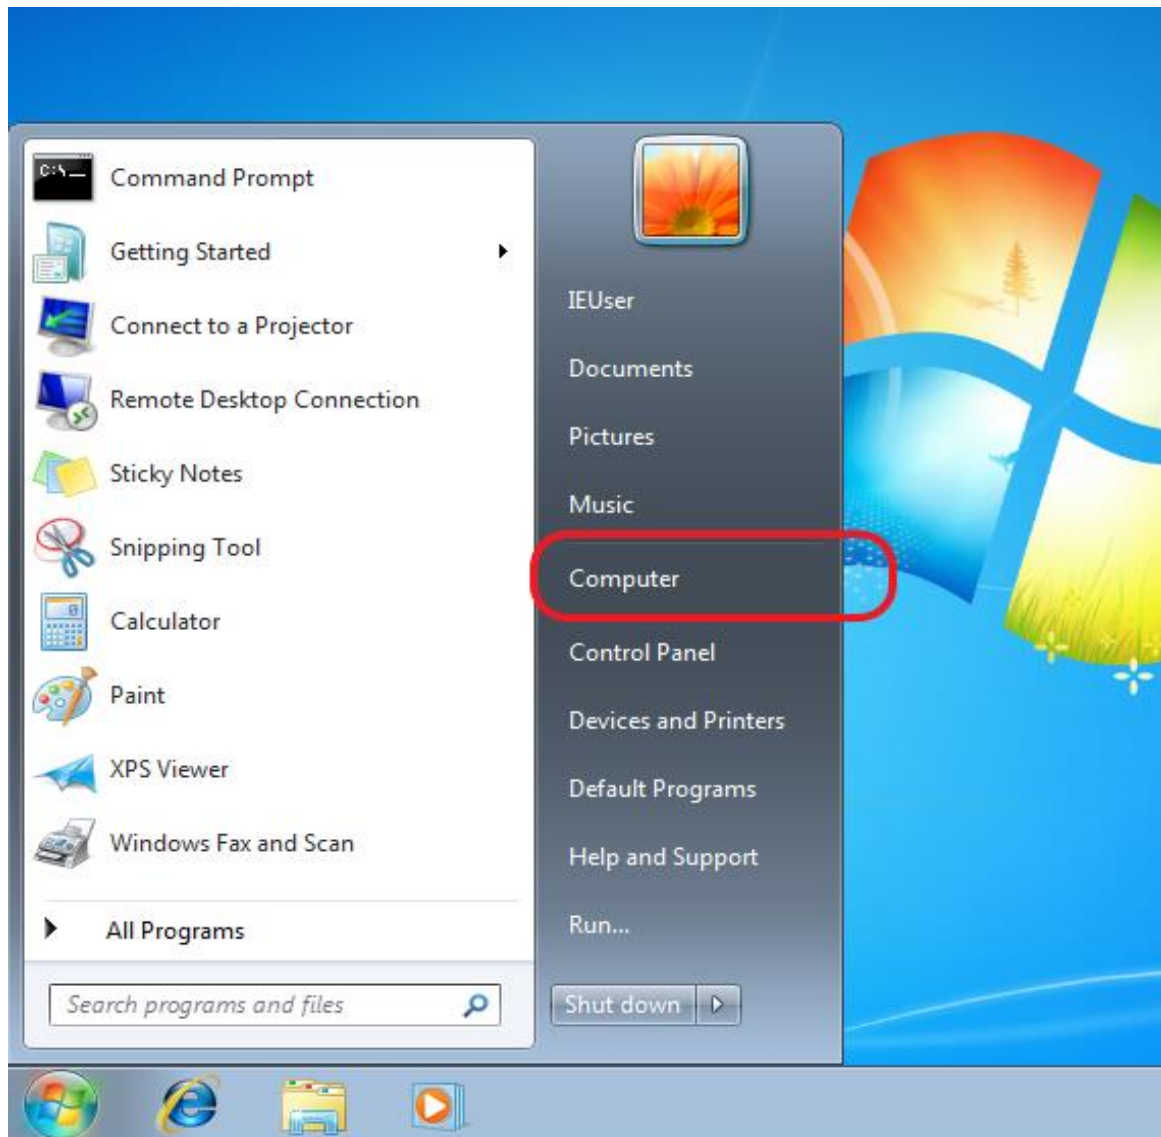 C:\_
Command Prompt
Getting Started
Connect to a Projector
Remote Desktop Connection
Sticky Notes
Snipping Tool
Calculator
Paint
XPS Viewer
Windows Fax and Scan
All Programs
Search programs and files
IEUser
Documents
Pictures
Music
Computer
Control Panel
Devices and Printers
Default Programs
Help and Support
Run...
Shut down